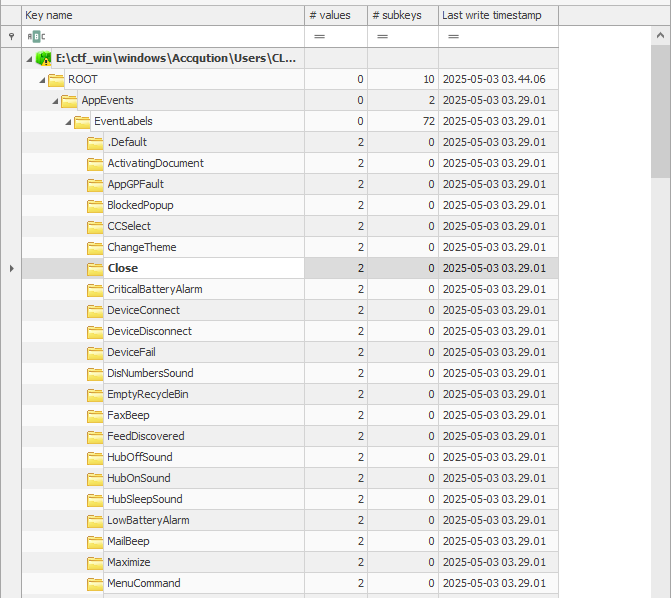 Key name # values # subkeys Last write timestamp
ABC = = =
E:\ctf_win\windows\Accqution\Users\CL...
ROOT 0 10 2025-05-03 03.44.06
AppEvents 0 2 2025-05-03 03.29.01
EventLabels 0 72 2025-05-03 03.29.01
.Default 2 0 2025-05-03 03.29.01
ActivatingDocument 2 0 2025-05-03 03.29.01
AppGPFault 2 0 2025-05-03 03.29.01
BlockedPopup 2 0 2025-05-03 03.29.01
CCSelect 2 0 2025-05-03 03.29.01
ChangeTheme 2 0 2025-05-03 03.29.01
Close 2 0 2025-05-03 03.29.01
CriticalBatteryAlarm 2 0 2025-05-03 03.29.01
DeviceConnect 2 0 2025-05-03 03.29.01
DeviceDisconnect 2 0 2025-05-03 03.29.01
DeviceFail 2 0 2025-05-03 03.29.01
DisNumbersSound 2 0 2025-05-03 03.29.01
EmptyRecycleBin 2 0 2025-05-03 03.29.01
FaxBeep 2 0 2025-05-03 03.29.01
FeedDiscovered 2 0 2025-05-03 03.29.01
HubOffSound 2 0 2025-05-03 03.29.01
HubOnSound 2 0 2025-05-03 03.29.01
HubSleepSound 2 0 2025-05-03 03.29.01
LowBatteryAlarm 2 0 2025-05-03 03.29.01
MailBeep 2 0 2025-05-03 03.29.01
Maximize 2 0 2025-05-03 03.29.01
MenuCommand 2 0 2025-05-03 03.29.01